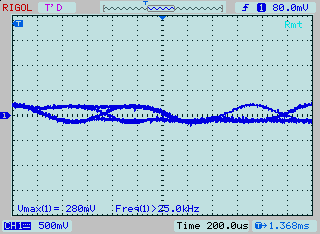 RIGOL T'D 1 80.0mV
T Rmt
1
Vmax(1)= 280mV Freq(1)>25.0kHz
CH1 500mV Time 200.0us T→1.368ms